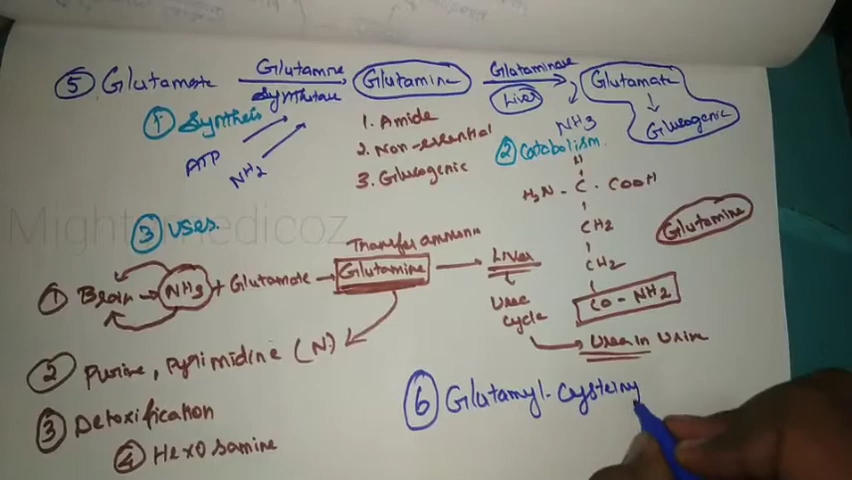 ⑤ Glutamate Glutamine Synthetase Glutamine Glutaminase Liver Glutamate
NH3 Glucogenic
① Synthesis
ATP NH2
1. Amide
2. Non-essential
3. Glucogenic
② Catabolism
H
H2N - C - COOH
CH2
CH2
CO - NH2
Glutamine
Mightymedicoz
③ Uses
Transfer ammonia
① Brain → NH3 + Glutamate → Glutamine Liver
Urea cycle
Urea in Urine
② Purine, Pyrimidine (N)
③ Detoxification
④ Hexosamine
⑥ Glutamyl-Cysteiny